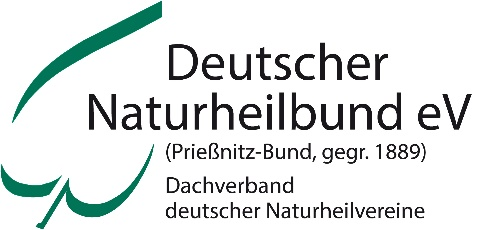 Deutscher
Naturheilbund eV
(Prießnitz-Bund, gegr. 1889)
Dachverband
deutscher Naturheilvereine